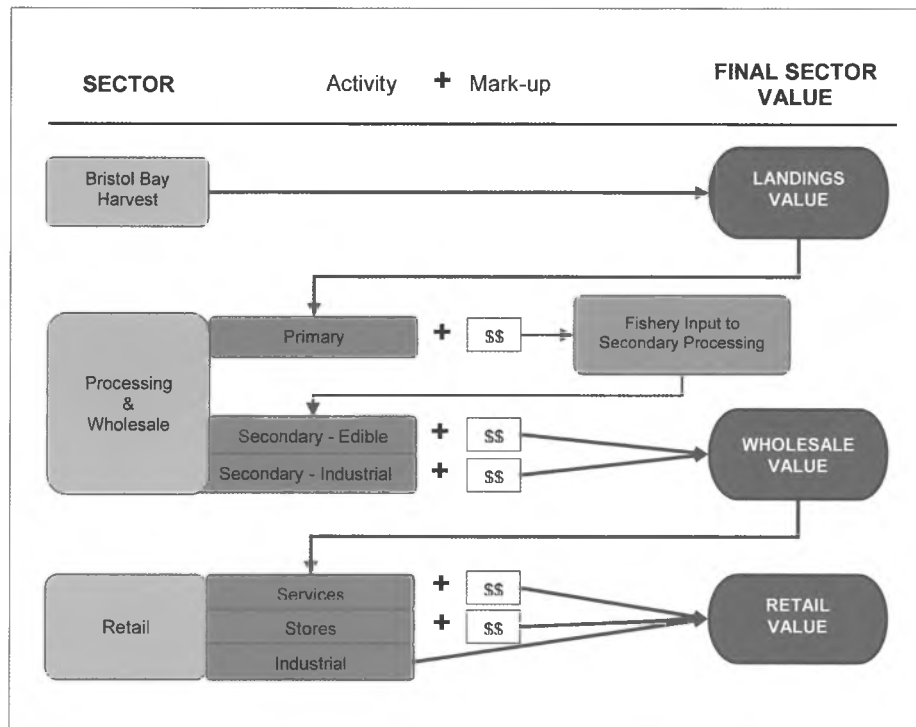 SECTOR Activity + Mark-up FINAL SECTOR
VALUE
Bristol Bay
Harvest
LANDINGS
VALUE
Primary + $$ Fishery Input to
Secondary Processing
Processing
&
Wholesale
Secondary - Edible + $$
Secondary - Industrial + $$
WHOLESALE
VALUE
Retail
Services + $$
Stores + $$
Industrial
RETAIL
VALUE